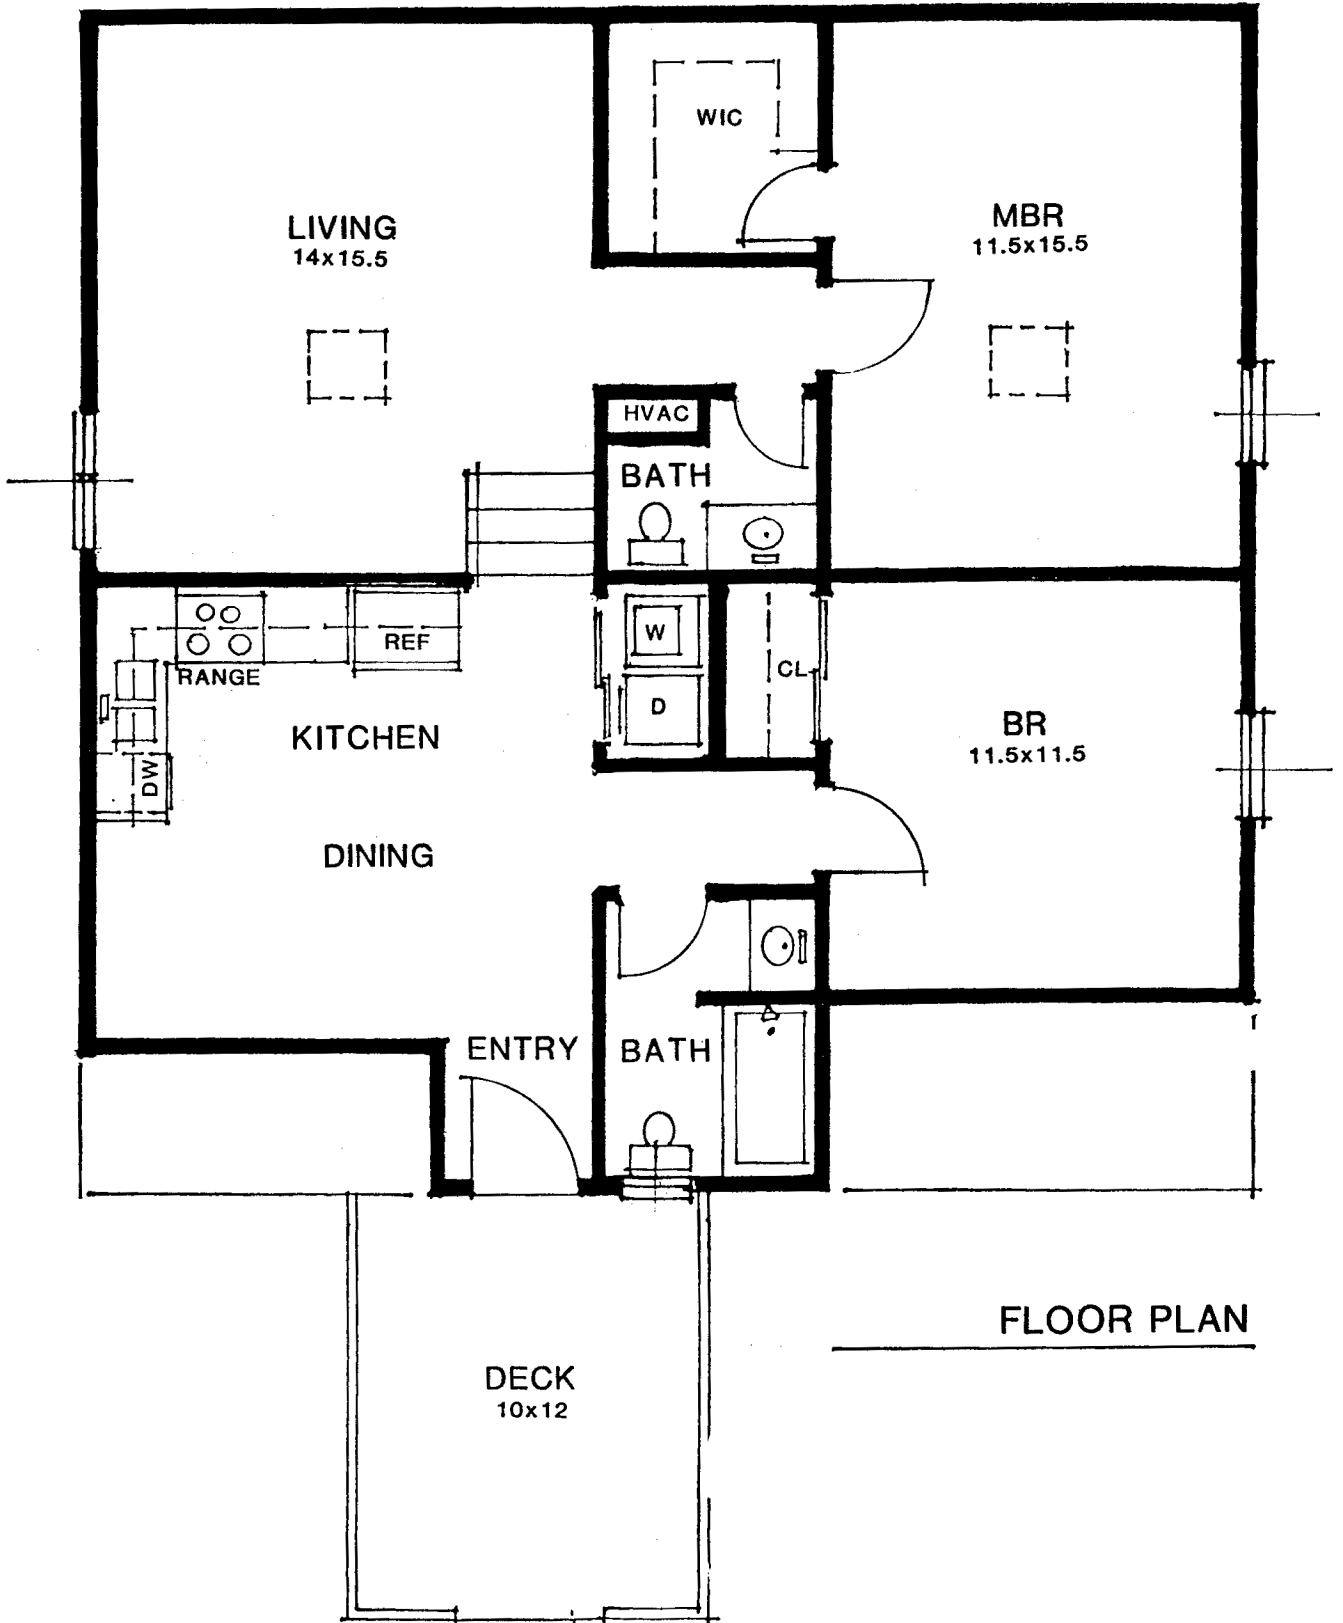 WIC
LIVING
14x15.5
MBR
11.5x15.5
HVAC
BATH
W
REF
RANGE
CL
D
KITCHEN
BR
11.5x11.5
DW
DINING
ENTRY
BATH
FLOOR PLAN
DECK
10x12